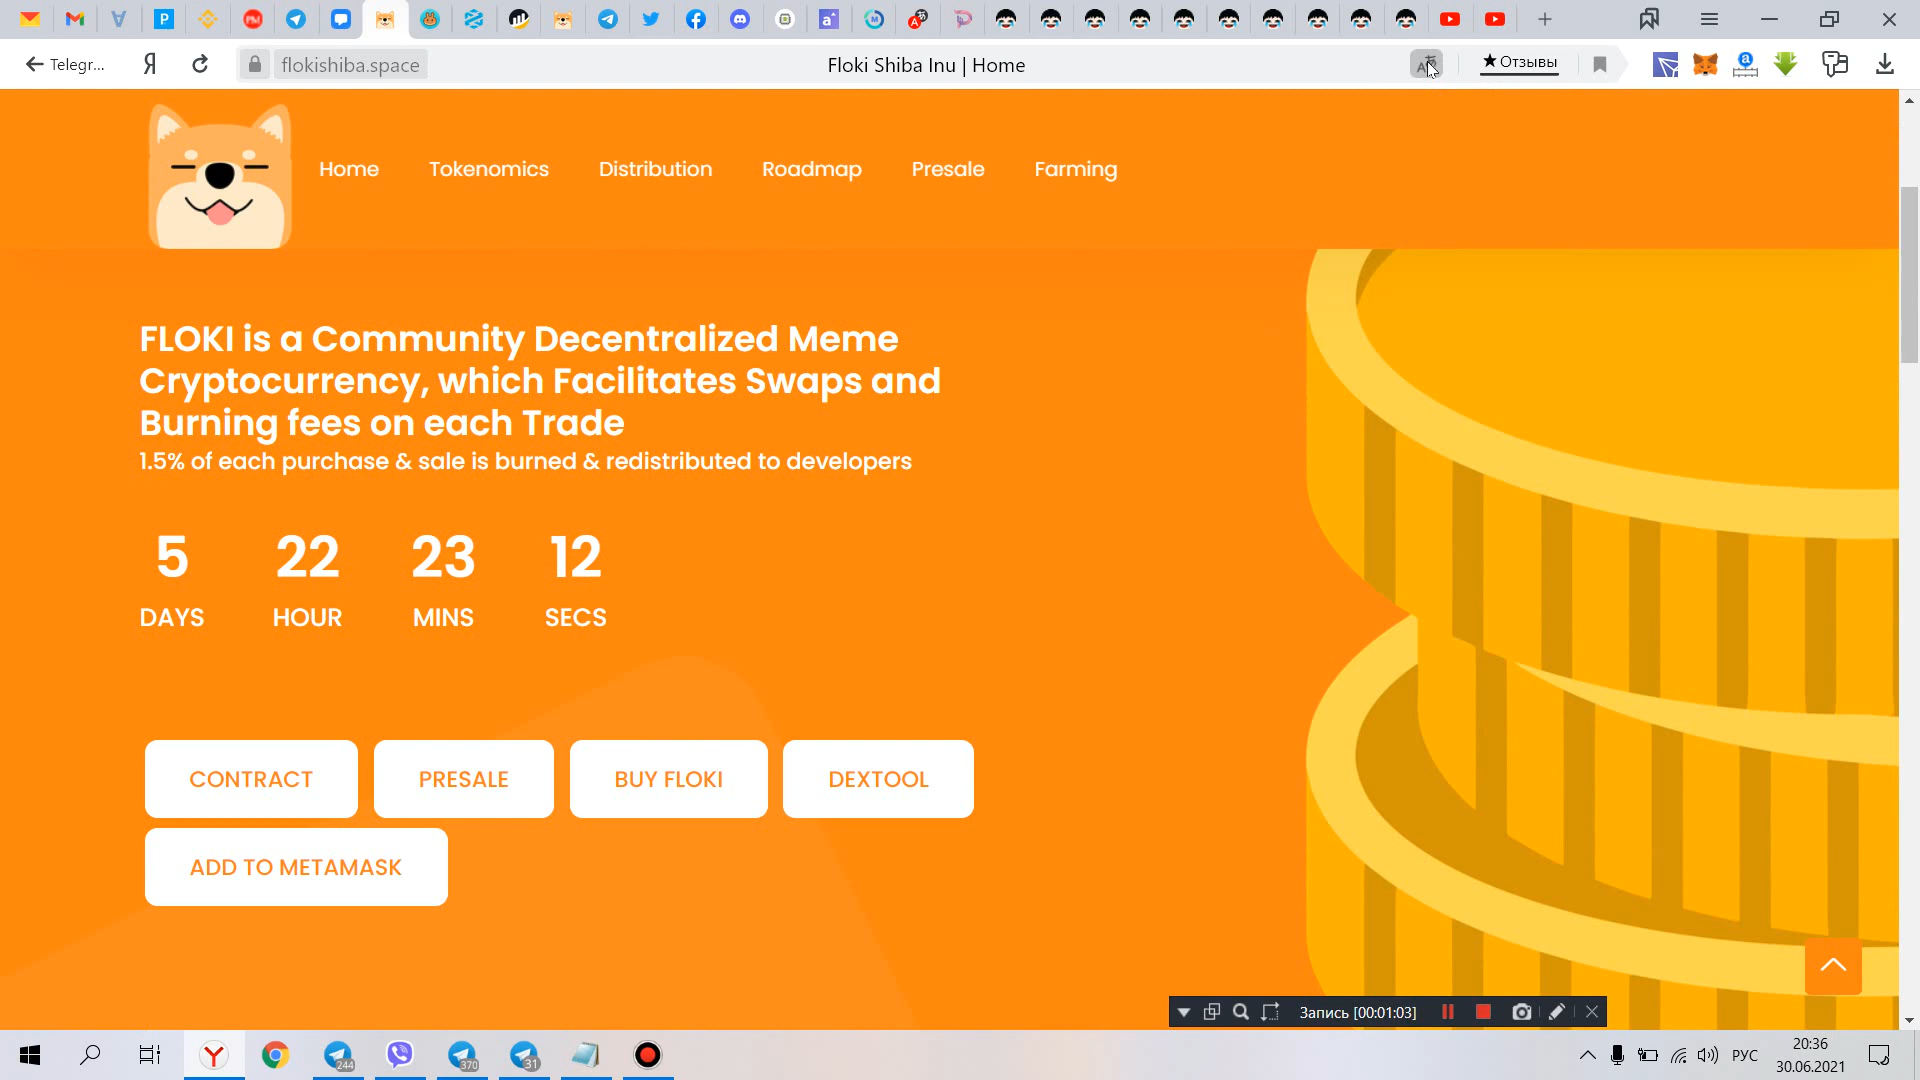 Telegr...
Я
flokishiba.space
Floki Shiba Inu | Home
★ Отзывы
Home
Tokenomics
Distribution
Roadmap
Presale
Farming
FLOKI is a Community Decentralized Meme
Cryptocurrency, which Facilitates Swaps and
Burning fees on each Trade
1.5% of each purchase & sale is burned & redistributed to developers
5
22
23
12
DAYS
HOUR
MINS
SECS
CONTRACT
PRESALE
BUY FLOKI
DEXTOOL
ADD TO METAMASK
Запись [00:01:03]
244
370
31
РУС
20:36
30.06.2021